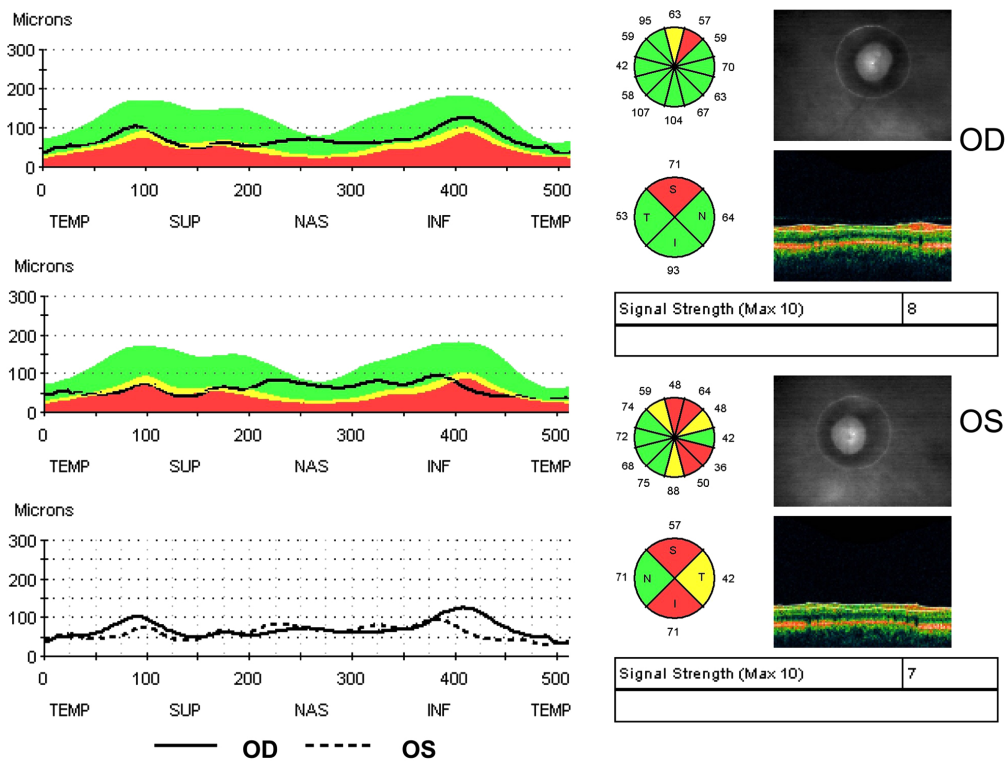 Microns
300
200
100
0
0 100 200 300 400 500
TEMP SUP NAS INF TEMP
63
95 57
59 59
42 70
58 63
107 67
104
71
S
53 T N 64
I
93
OD
Signal Strength (Max 10) 8
Microns
300
200
100
0
0 100 200 300 400 500
TEMP SUP NAS INF TEMP
48
59 64
74 48
72 42
68 36
75 50
88
57
S
71 N T 42
I
71
OS
Signal Strength (Max 10) 7
Microns
300
200
100
0
0 100 200 300 400 500
TEMP SUP NAS INF TEMP
OD OS